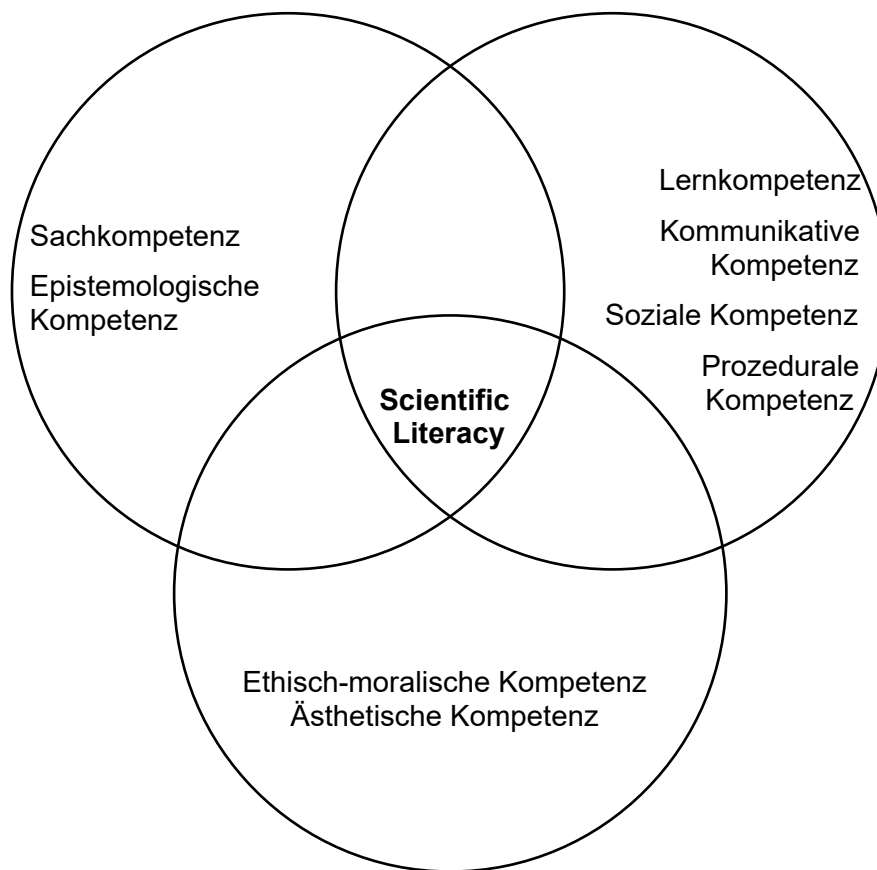 Sachkompetenz
Epistemologische
Kompetenz
Lernkompetenz
Kommunikative
Kompetenz
Soziale Kompetenz
Prozedurale
Kompetenz
Scientific
Literacy
Ethisch-moralische Kompetenz
Ästhetische Kompetenz